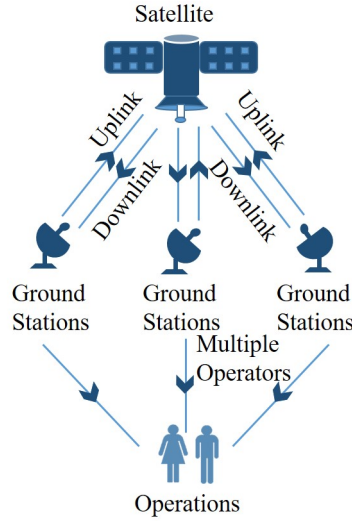 Satellite
Uplink
Downlink
Downlink
Uplink
Ground
Stations
Ground
Stations
Ground
Stations
Multiple
Operators
Operations